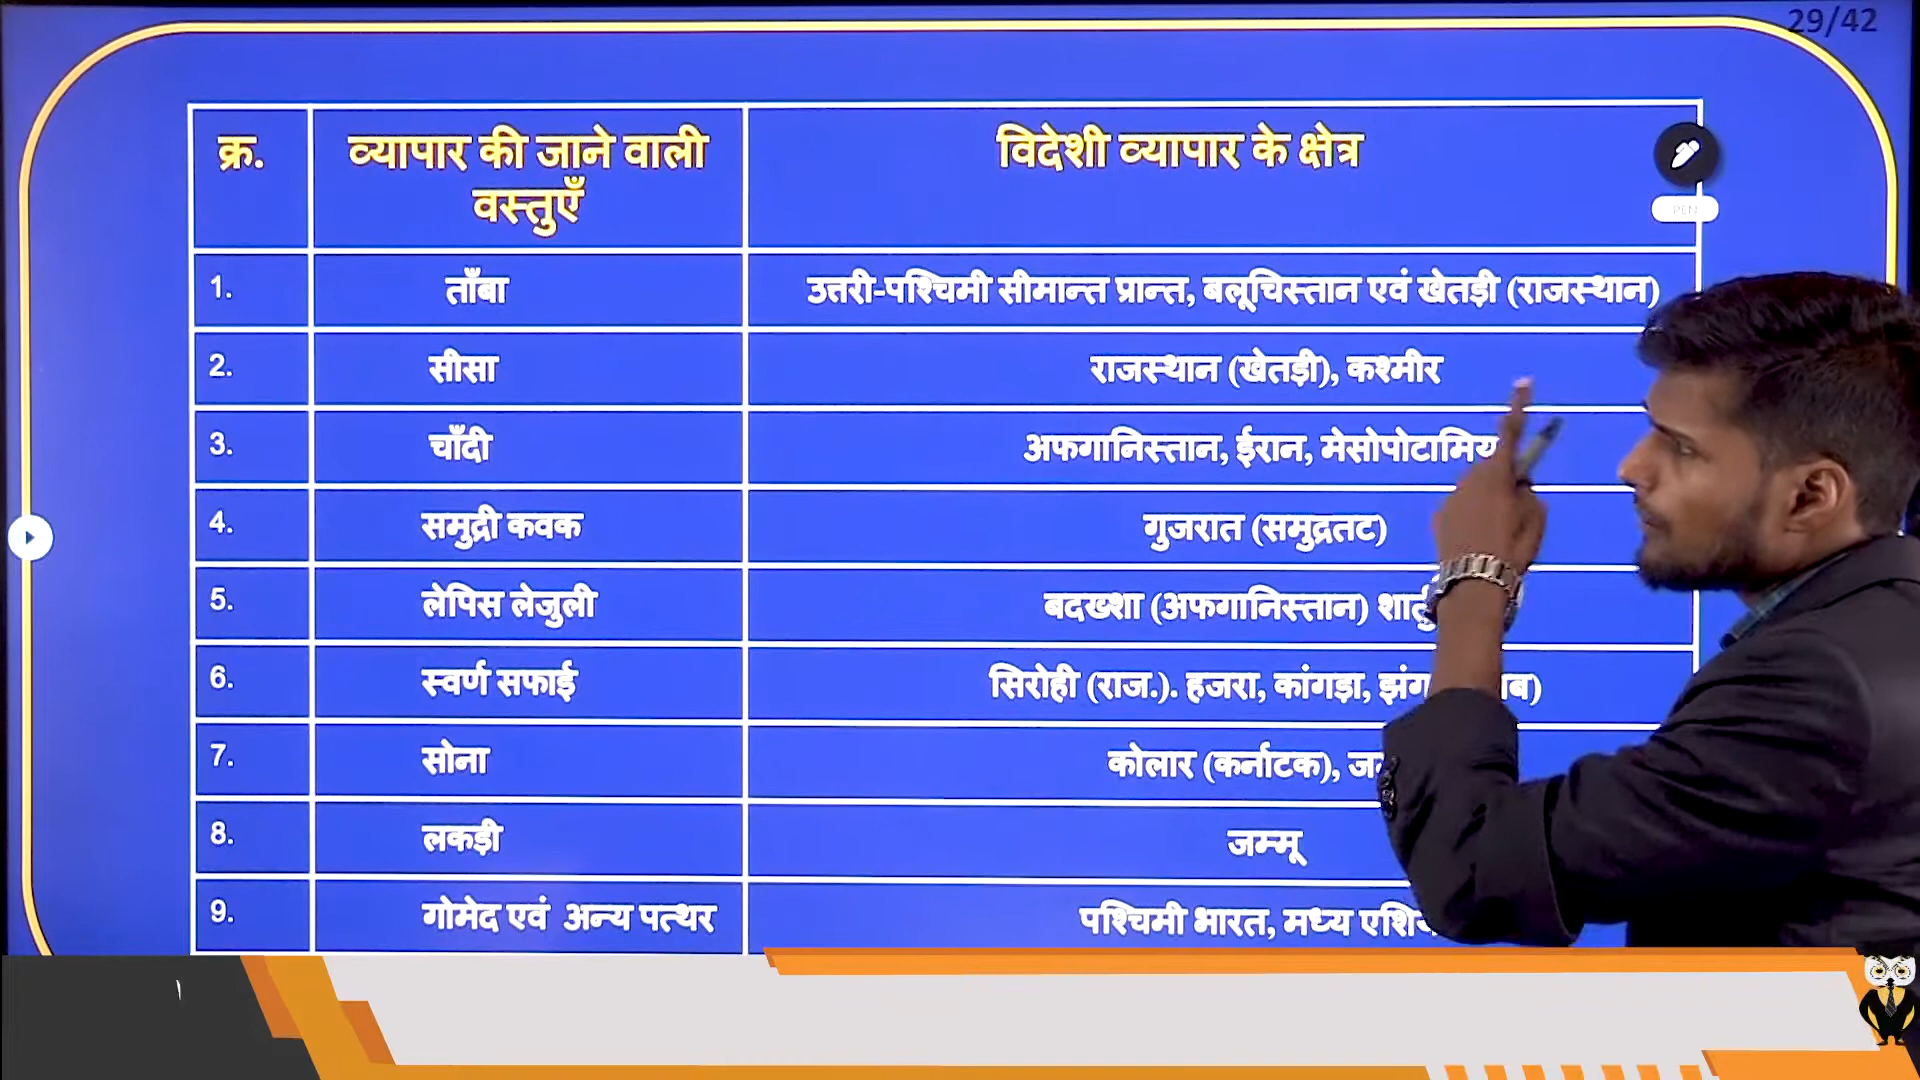 29/42
क्र. व्यापार की जाने वाली वस्तुएँ विदेशी व्यापार के क्षेत्र
PEN
1. ताँबा उत्तरी-पश्चिमी सीमान्त प्रान्त, बलूचिस्तान एवं खेतड़ी (राजस्थान)
2. सीसा राजस्थान (खेतड़ी), कश्मीर
3. चाँदी अफगानिस्तान, ईरान,
4. समुद्री कवक गुजरात (समुद्रतट)
5. लेपिस लेजुली बदख्शा (अफगानिस्तान)
6. स्वर्ण सफाई सिरोही (राज.). हजरा, कांगड़ा,
7. सोना कोलार (कर्नाटक),
8. लकड़ी जम्मू
9. गोमेद एवं अन्य पत्थर पश्चिमी भारत, मध्य